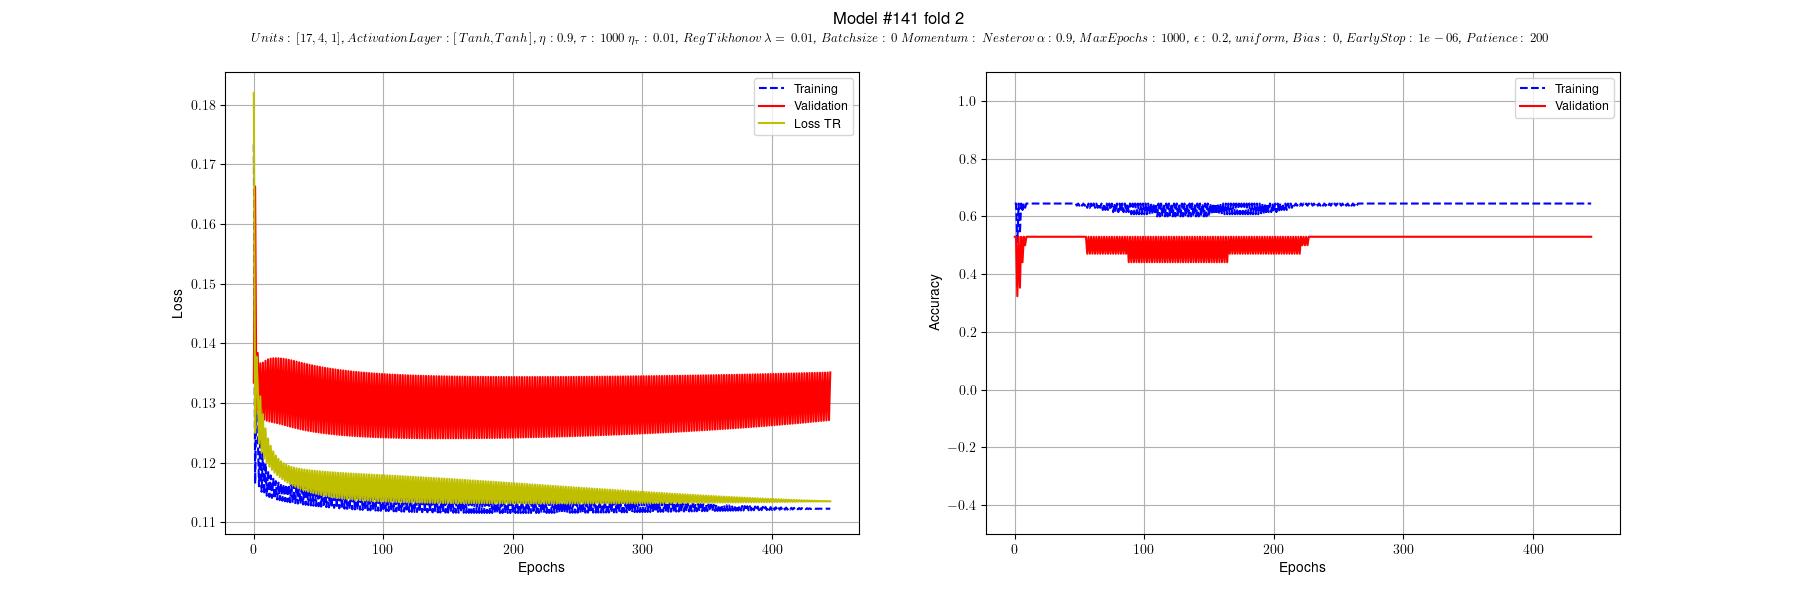 Model #141 fold 2
Units : [17, 4, 1], ActivationLayer : [Tanh, Tanh], η : 0.9, τ : 1000 η_τ : 0.01, RegTikhonov λ = 0.01, Batchsize : 0 Momentum : Nesterov α : 0.9, MaxEpochs : 1000, ϵ : 0.2, uniform, Bias : 0, EarlyStop : 1e − 06, Patience : 200
Training
Validation
Loss TR
0.18
0.17
0.16
0.15
0.14
0.13
0.12
0.11
Loss
0
100
200
300
400
Epochs
Training
Validation
1.0
0.8
0.6
0.4
0.2
0.0
−0.2
−0.4
Accuracy
0
100
200
300
400
Epochs